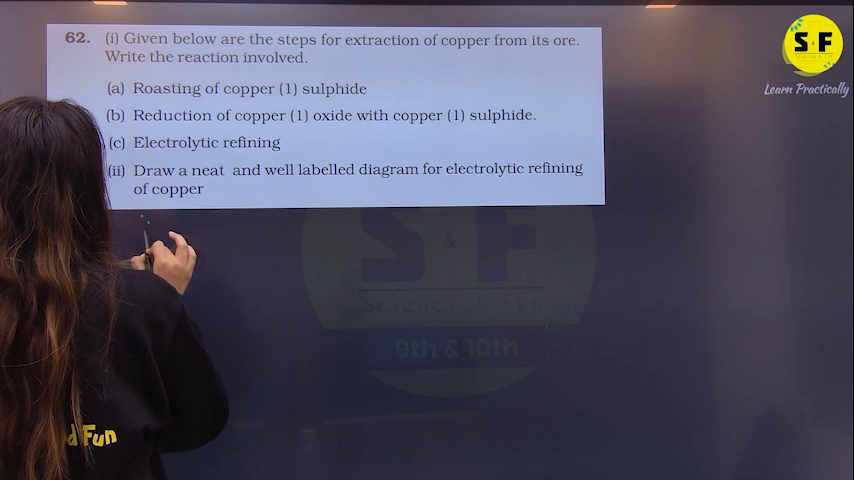 62. (i) Given below are the steps for extraction of copper from its ore.
Write the reaction involved.
(a) Roasting of copper (1) sulphide
(b) Reduction of copper (1) oxide with copper (1) sulphide.
(c) Electrolytic refining
(ii) Draw a neat and well labelled diagram for electrolytic refining
of copper
S F
Learn Practically
S & F
Science & Fun
9th & 10th
d Fun